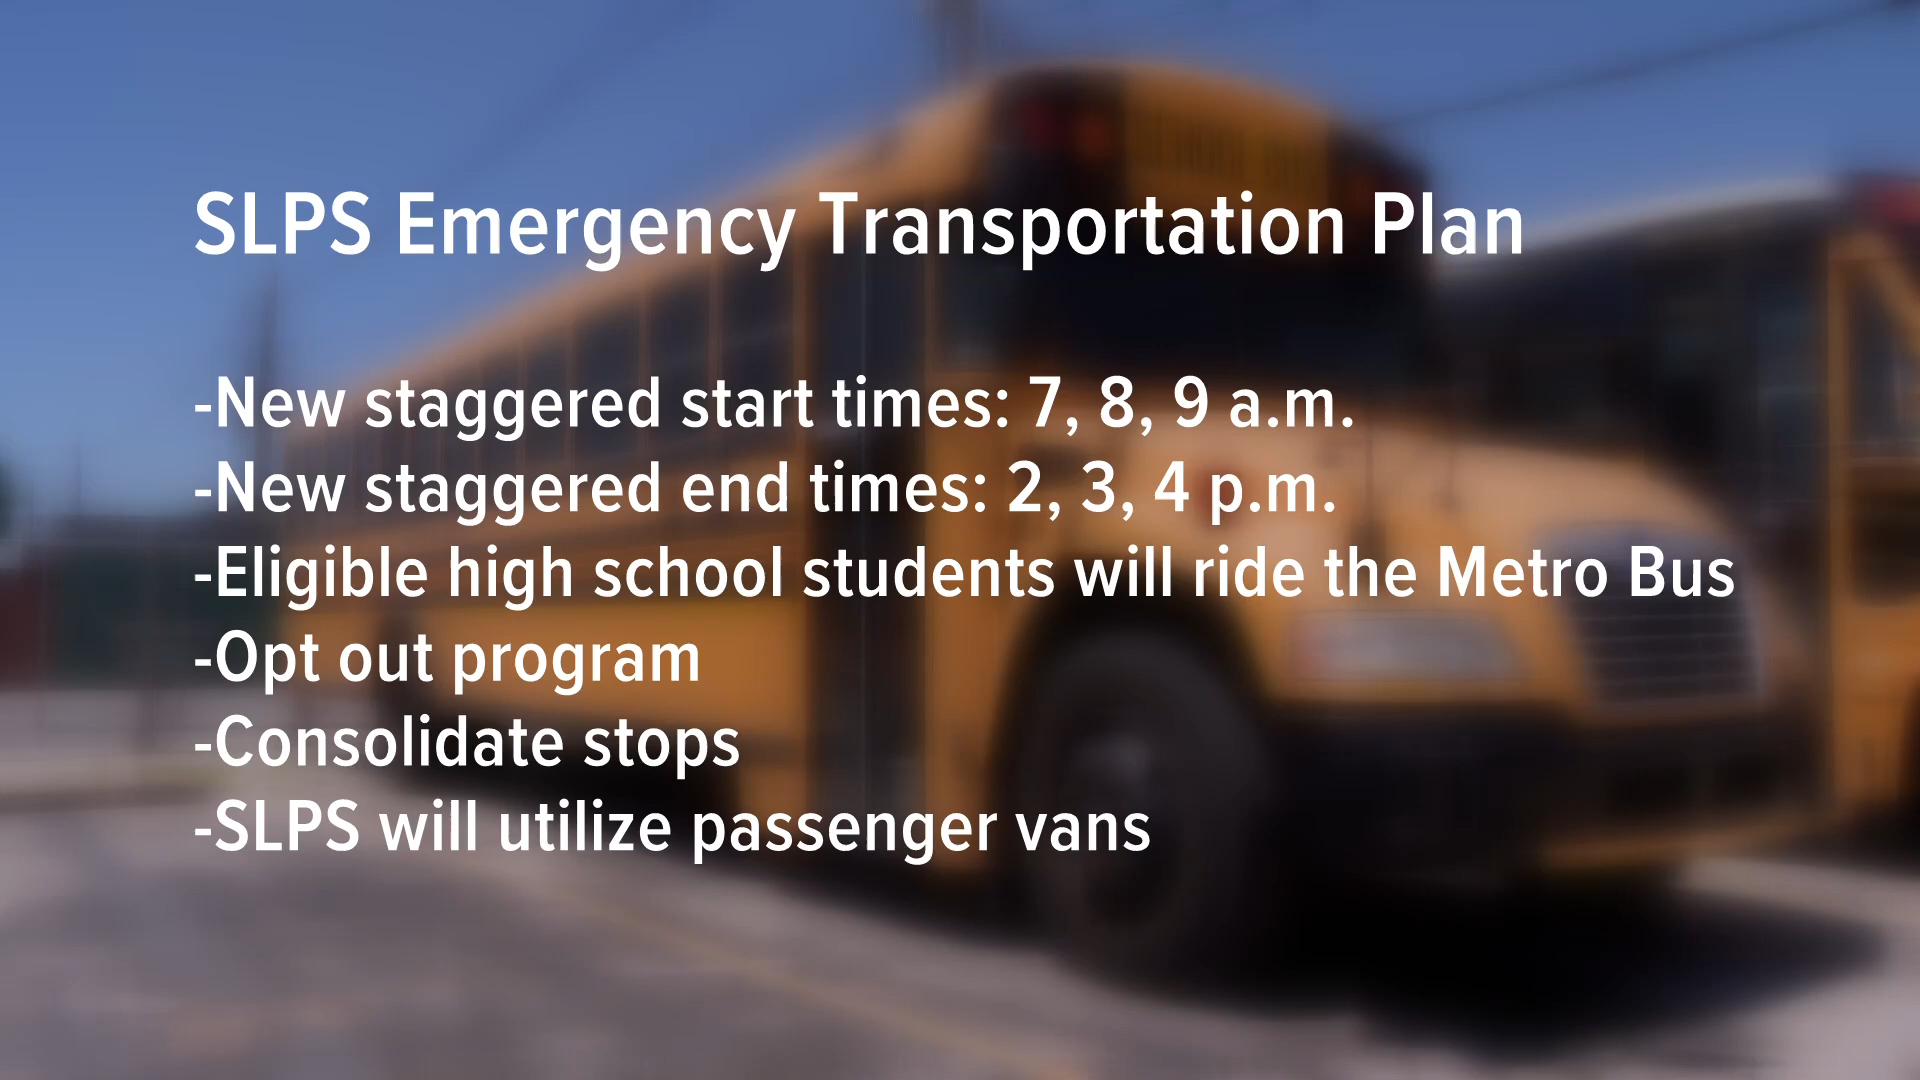 SLPS Emergency Transportation Plan
-New staggered start times: 7, 8, 9 a.m.
-New staggered end times: 2, 3, 4 p.m.
-Eligible high school students will ride the Metro Bus
-Opt out program
-Consolidate stops
-SLPS will utilize passenger vans